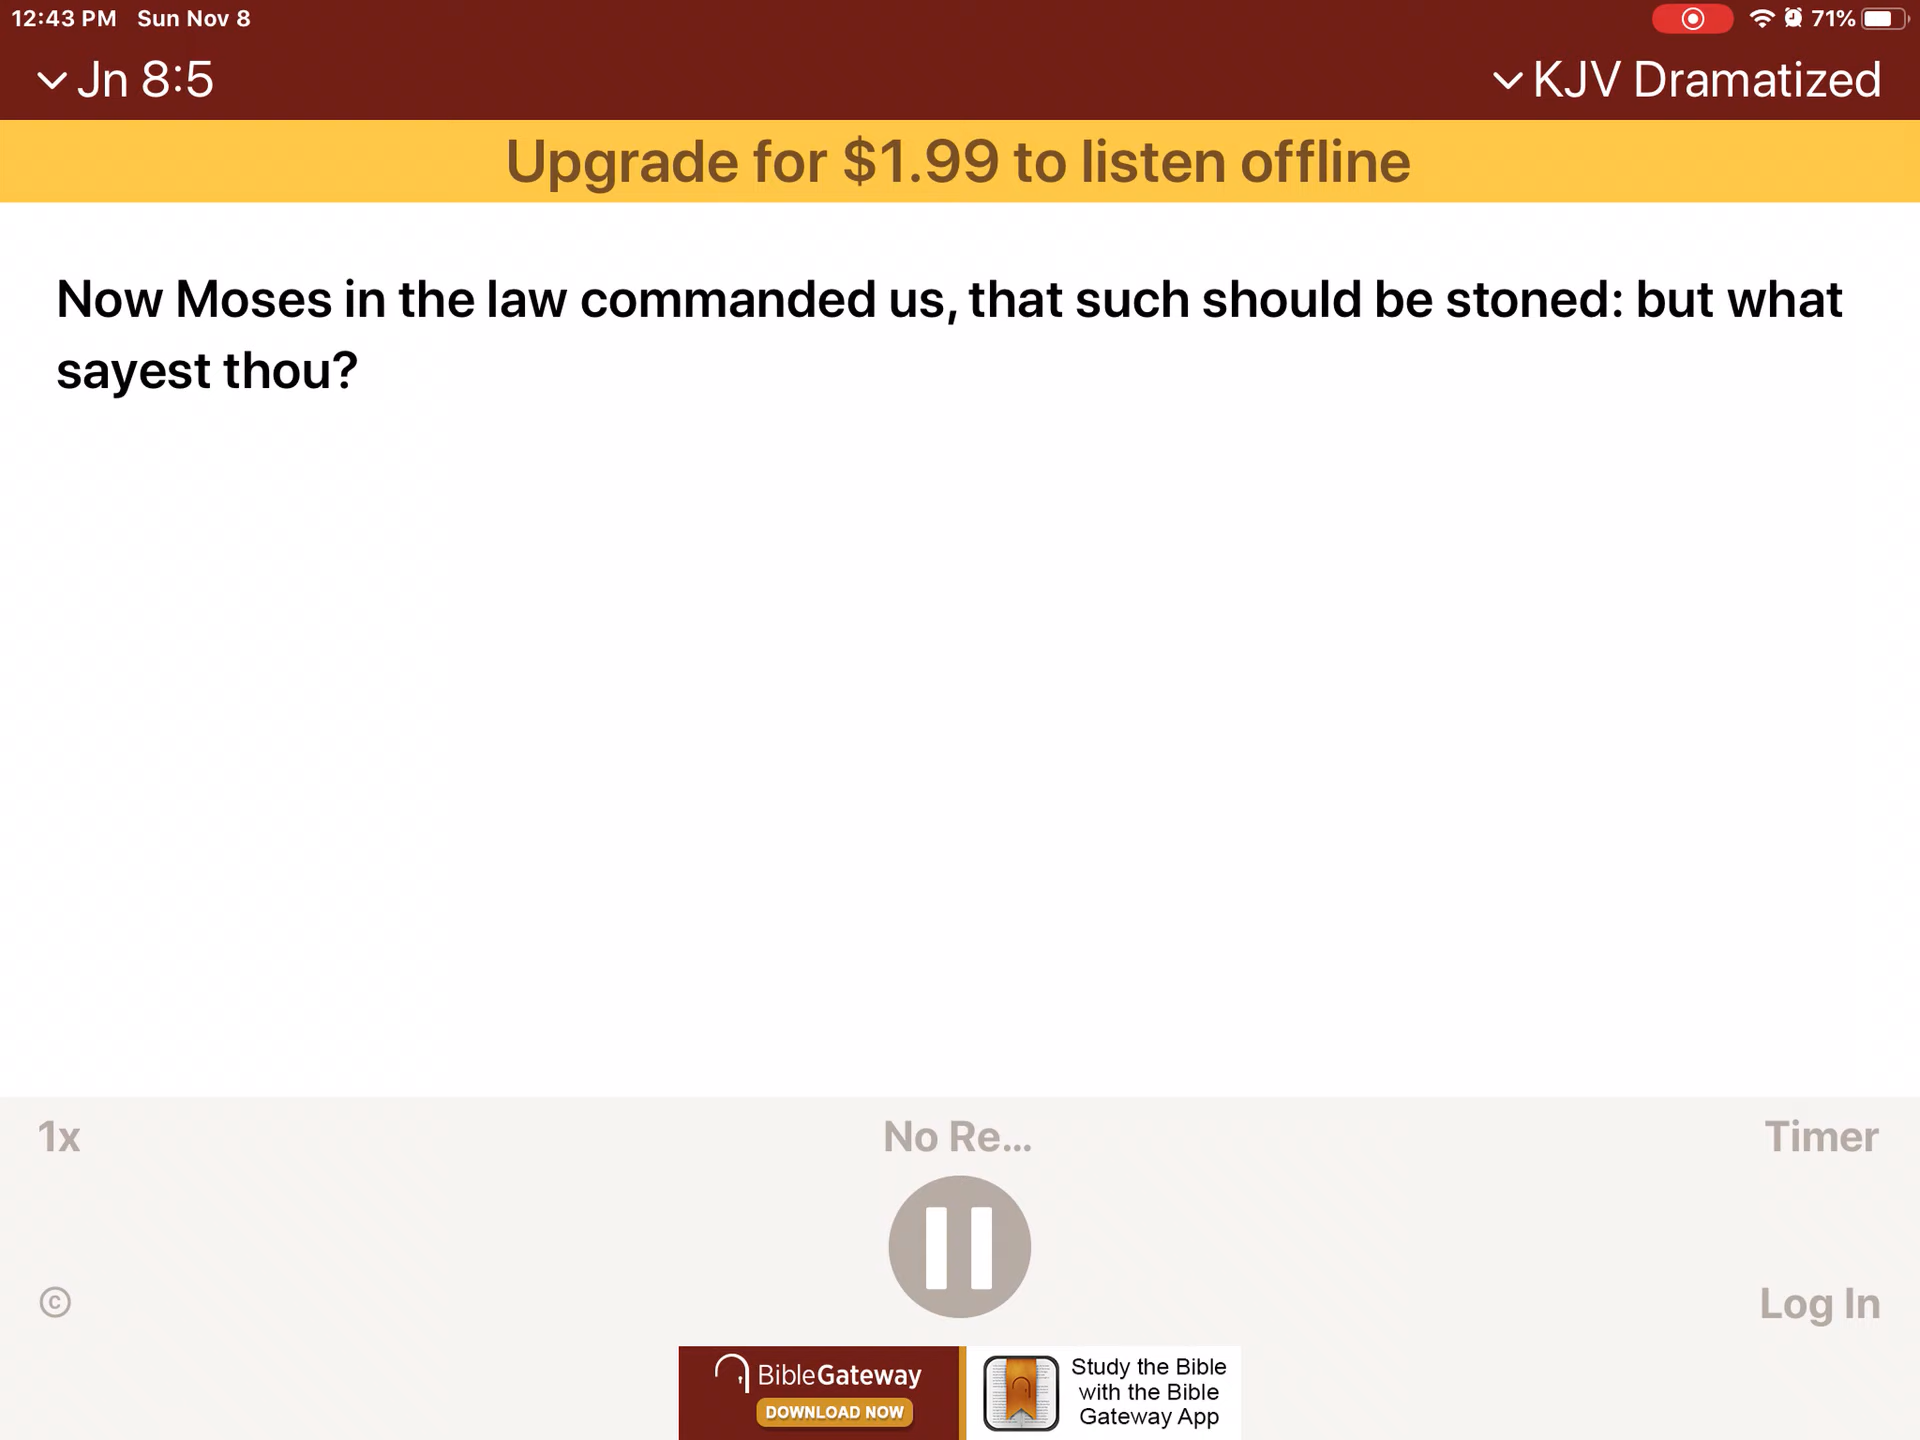 12:43 PM Sun Nov 8
71%
Jn 8:5
KJV Dramatized
Upgrade for $1.99 to listen offline
Now Moses in the law commanded us, that such should be stoned: but what
sayest thou?
1x
No Re...
Timer
©
Log In
BibleGateway
DOWNLOAD NOW
Study the Bible
with the Bible
Gateway App